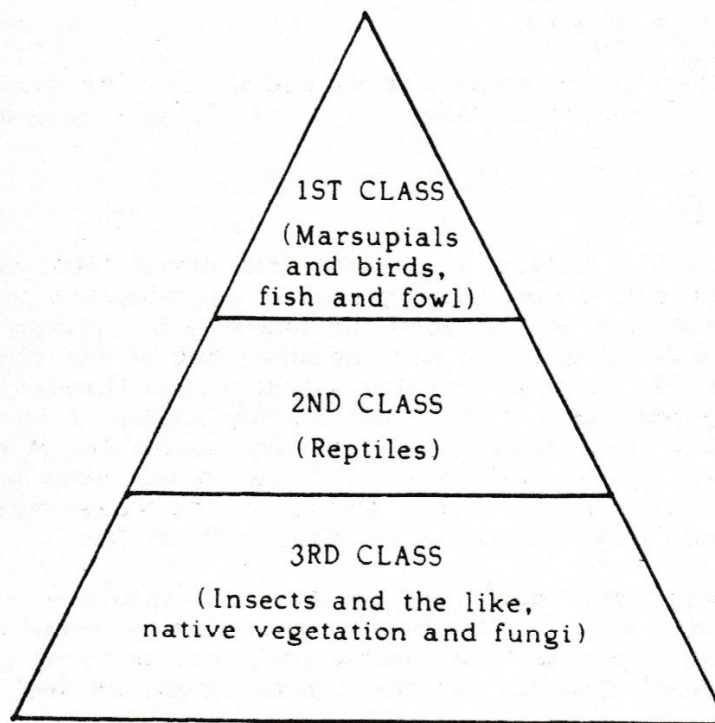 1ST CLASS
(Marsupials
and birds,
fish and fowl)
2ND CLASS
(Reptiles)
3RD CLASS
(Insects and the like,
native vegetation and fungi)